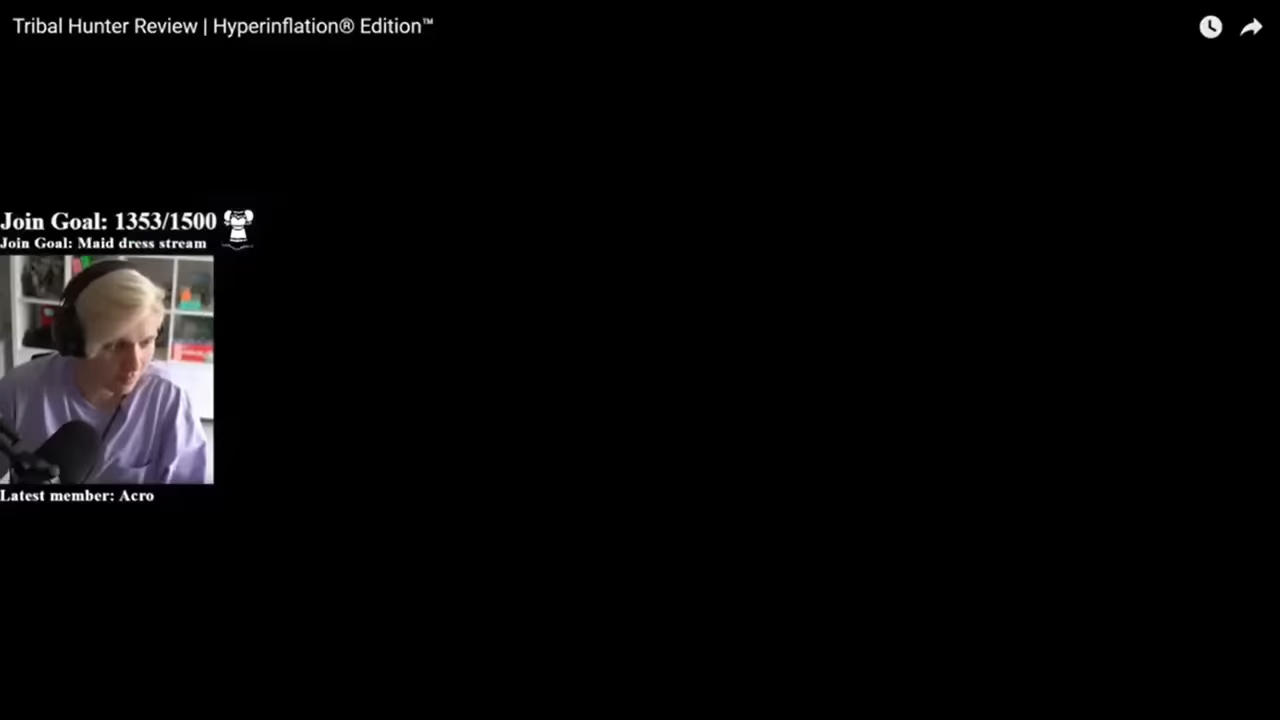 Tribal Hunter Review | Hyperinflation® Edition™
Join Goal: 1353/1500
Join Goal: Maid dress stream
Latest member: Acro